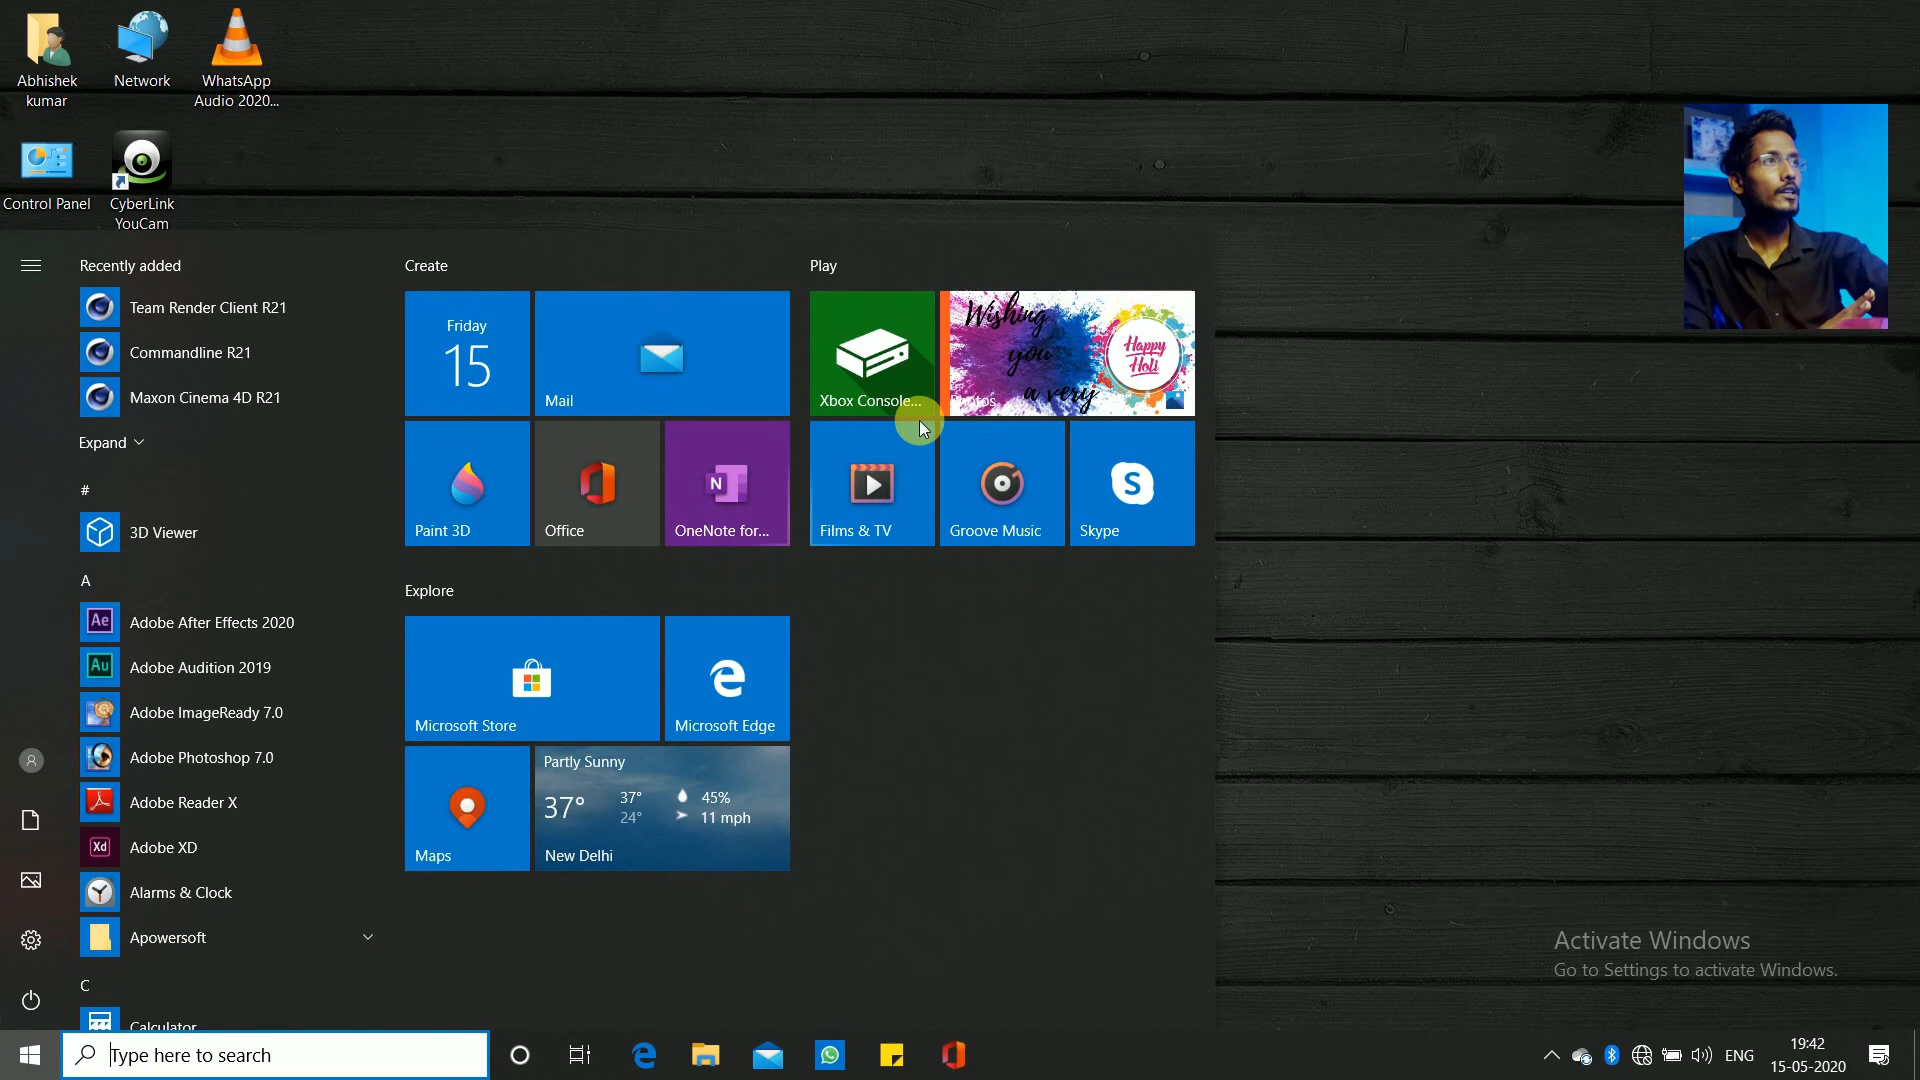 Abhishek
kumar
Network
WhatsApp
Audio 2020...
Control Panel
CyberLink
YouCam
Recently added
Team Render Client R21
Commandline R21
Maxon Cinema 4D R21
Expand
#
3D Viewer
A
Ae
Adobe After Effects 2020
Au
Adobe Audition 2019
Adobe ImageReady 7.0
Adobe Photoshop 7.0
Adobe Reader X
Xd
Adobe XD
Alarms & Clock
Apowersoft
C
Calculator
Create
Friday
15
Mail
Paint 3D
Office
N
OneNote for...
Explore
Microsoft Store
Microsoft Edge
Maps
Partly Sunny
37°
37°
24°
45%
11 mph
New Delhi
Play
Xbox Console...
Wishing
you
a very
Happy
Holi
Photos
Films & TV
Groove Music
S
Skype
Activate Windows
Go to Settings to activate Windows.
Type here to search
ENG
19:42
15-05-2020